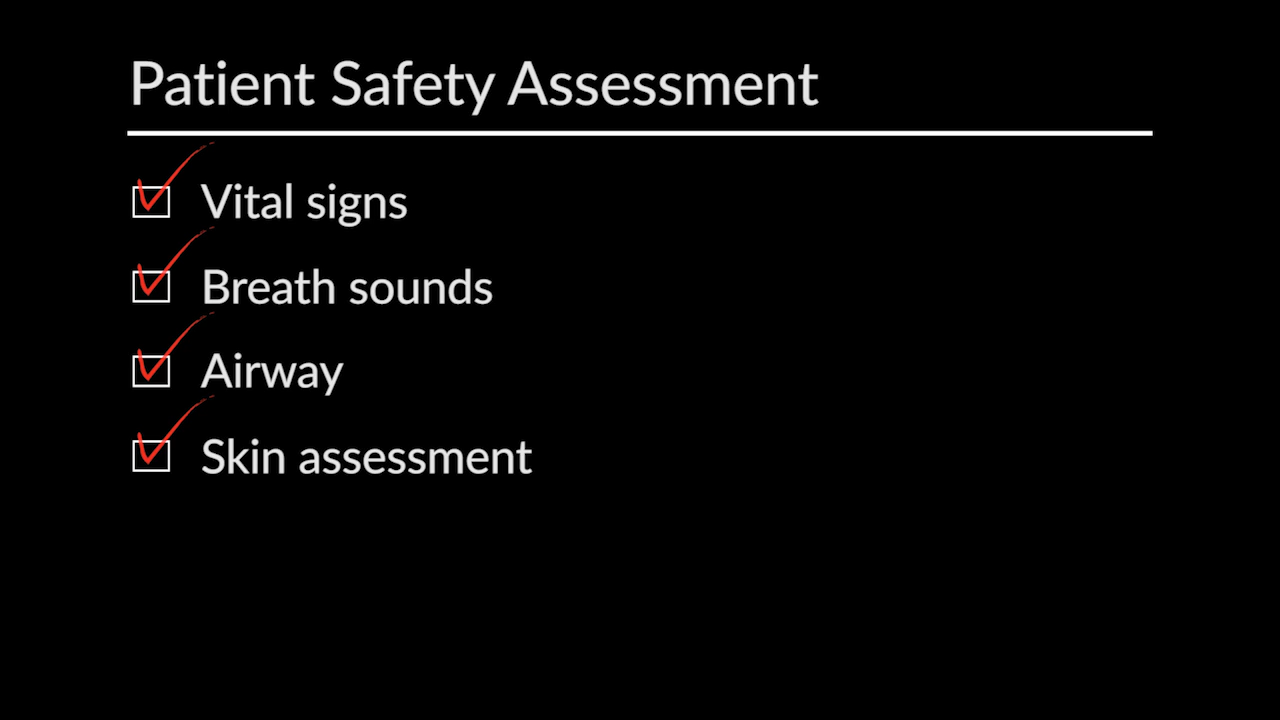 Patient Safety Assessment
Vital signs
Breath sounds
Airway
Skin assessment